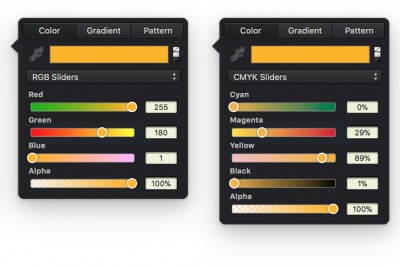 Color Gradient Pattern
RGB Sliders
Red
255
Green
180
Blue
1
Alpha
100%
Color Gradient Pattern
CMYK Sliders
Cyan
0%
Magenta
29%
Yellow
89%
Black
1%
Alpha
100%